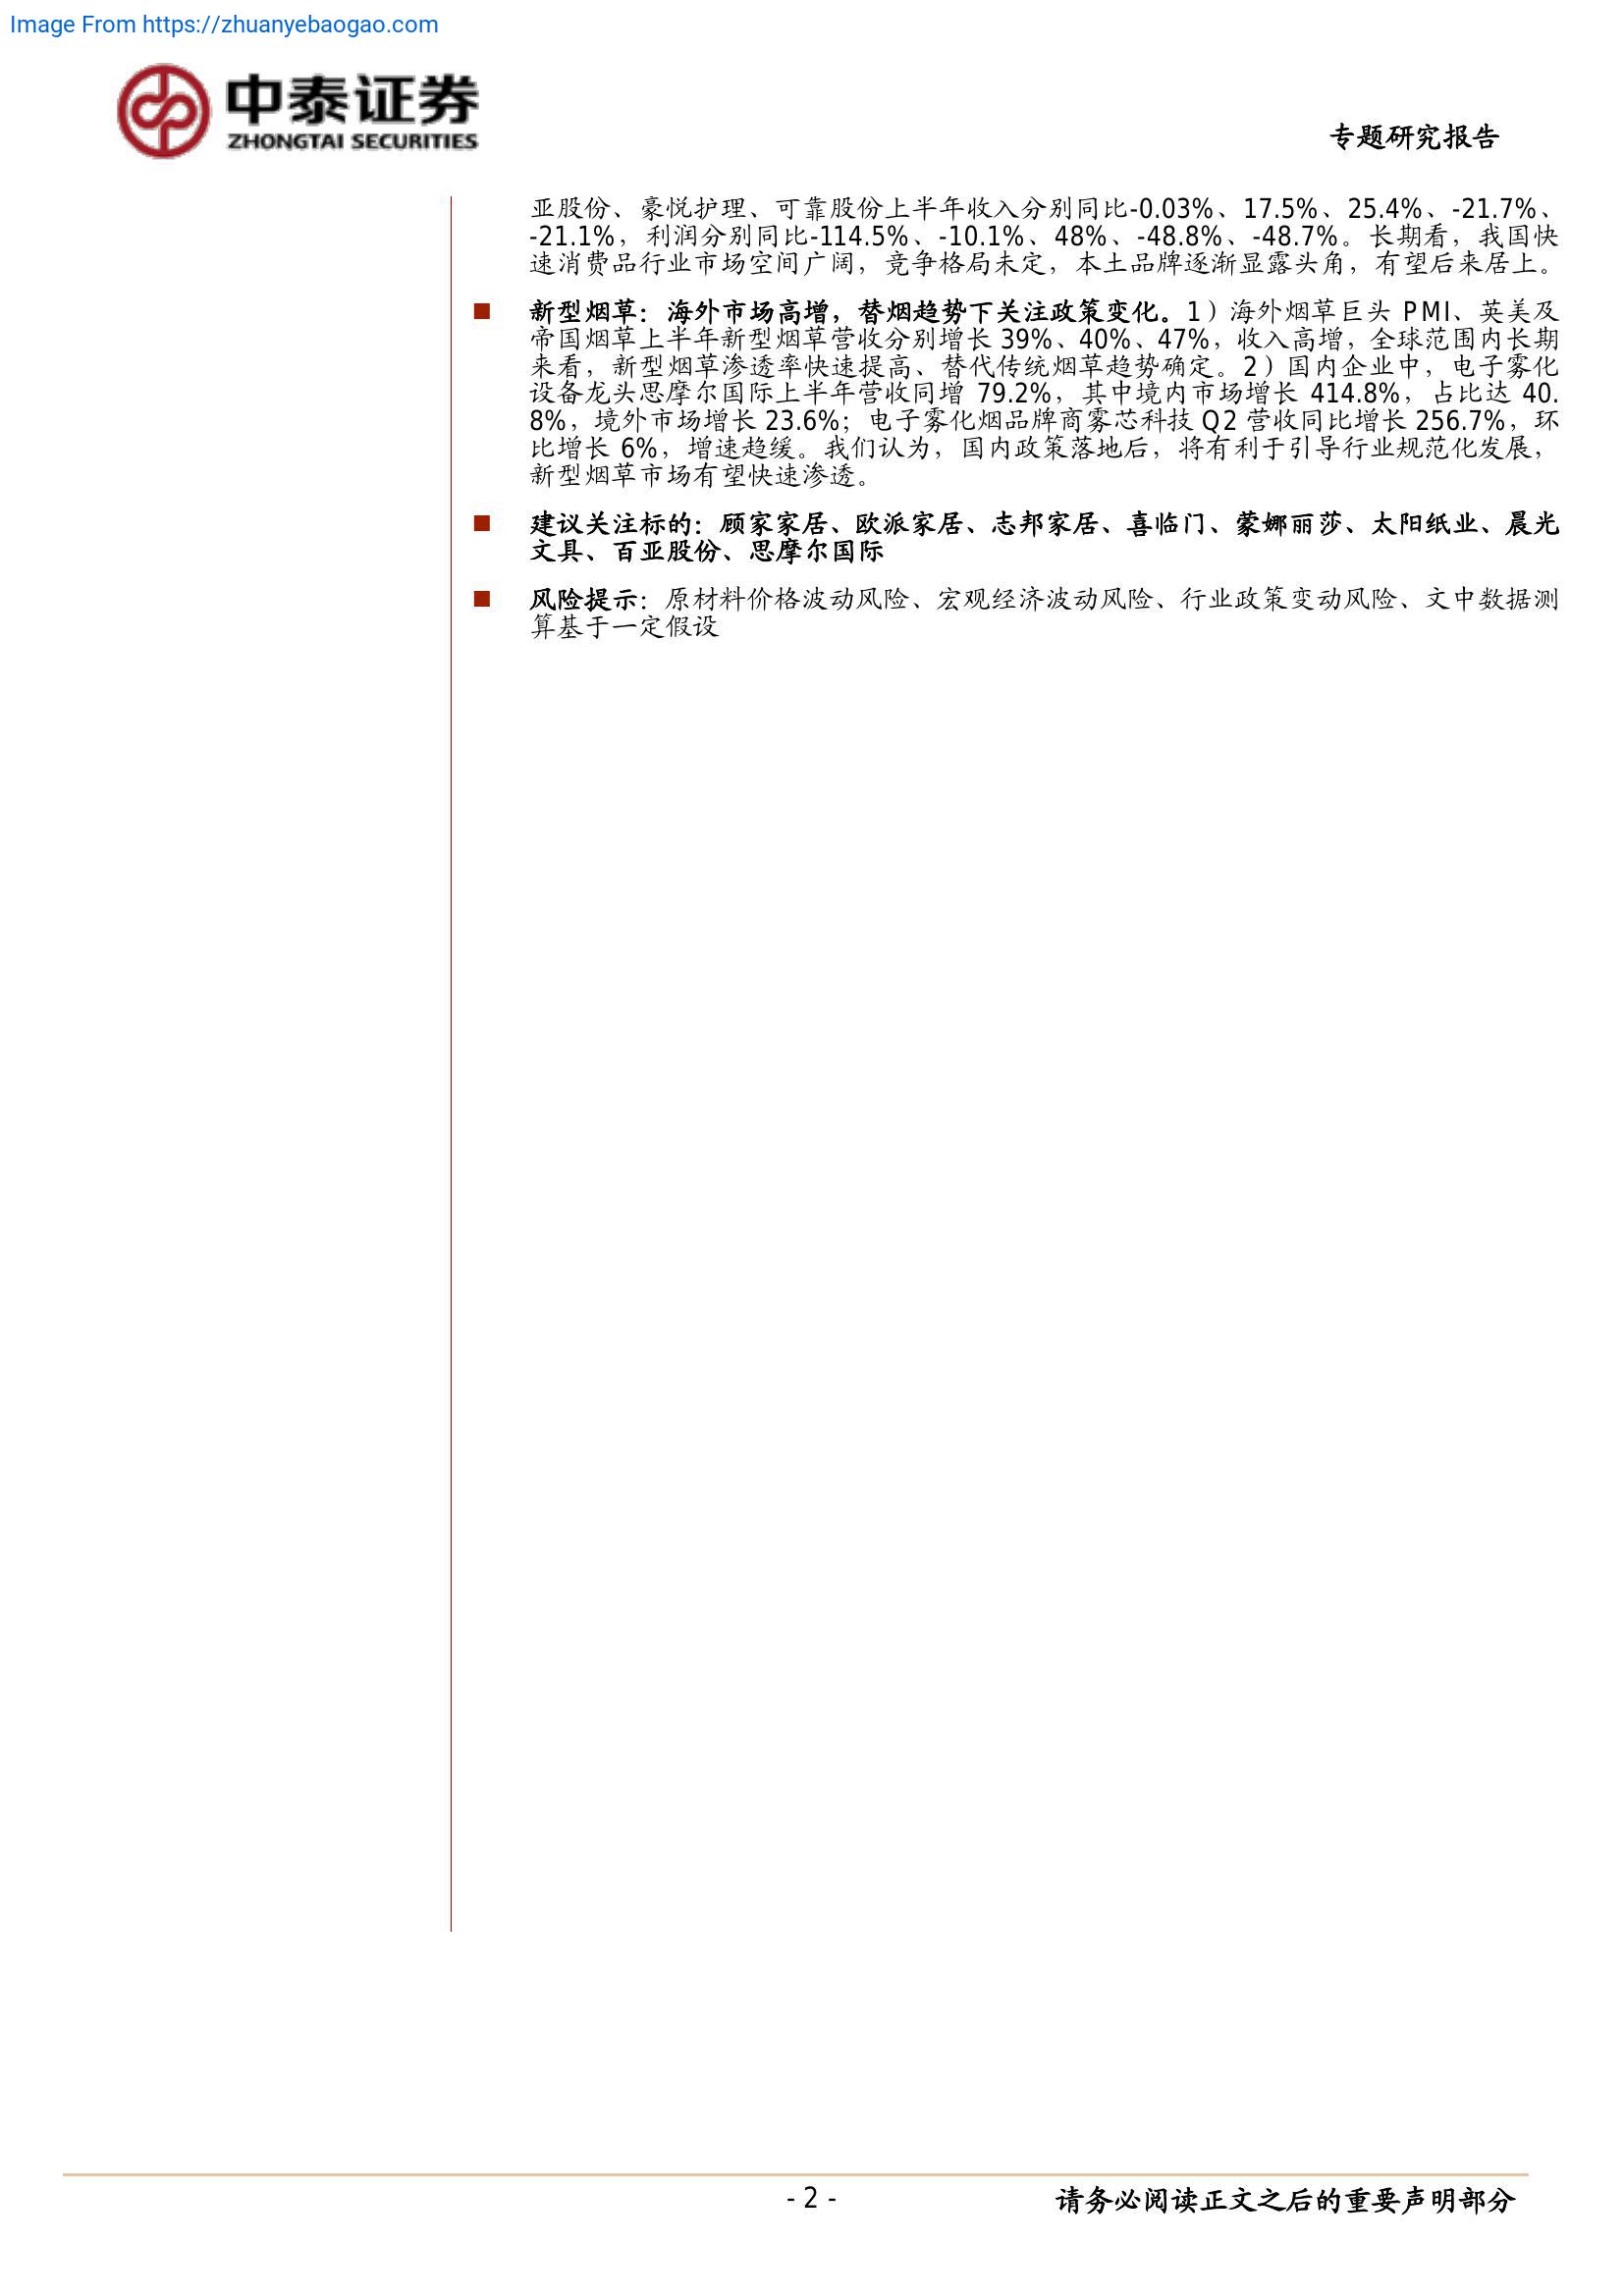 Image From https://zhuanyebaogao.com
中泰证券
ZHONGTAI SECURITIES
专题研究报告
亚股份、豪悦护理、可靠股份上半年收入分别同比-0.03%、17.5%、25.4%、-21.7%、
-21.1%，利润分别同比-114.5%、-10.1%、48%、-48.8%、-48.7%。长期看，我国快
速消费品行业市场空间广阔，竞争格局未定，本土品牌逐渐显露头角，有望后来居上。
■ 新型烟草：海外市场高增，替烟趋势下关注政策变化。1）海外烟草巨头 PMI、英美及
帝国烟草上半年新型烟草营收分别增长 39%、40%、47%，收入高增，全球范围内长期
来看，新型烟草渗透率快速提高、替代传统烟草趋势确定。2）国内企业中，电子雾化
设备龙头思摩尔国际上半年营收同增 79.2%，其中境内市场增长 414.8%，占比达 40.
8%，境外市场增长 23.6%；电子雾化烟品牌商雾芯科技 Q2 营收同比增长 256.7%，环
比增长 6%，增速趋缓。我们认为，国内政策落地后，将有利于引导行业规范化发展，
新型烟草市场有望快速渗透。
■ 建议关注标的：顾家家居、欧派家居、志邦家居、喜临门、蒙娜丽莎、太阳纸业、晨光
文具、百亚股份、思摩尔国际
■ 风险提示：原材料价格波动风险、宏观经济波动风险、行业政策变动风险、文中数据测
算基于一定假设
- 2 -
请务必阅读正文之后的重要声明部分